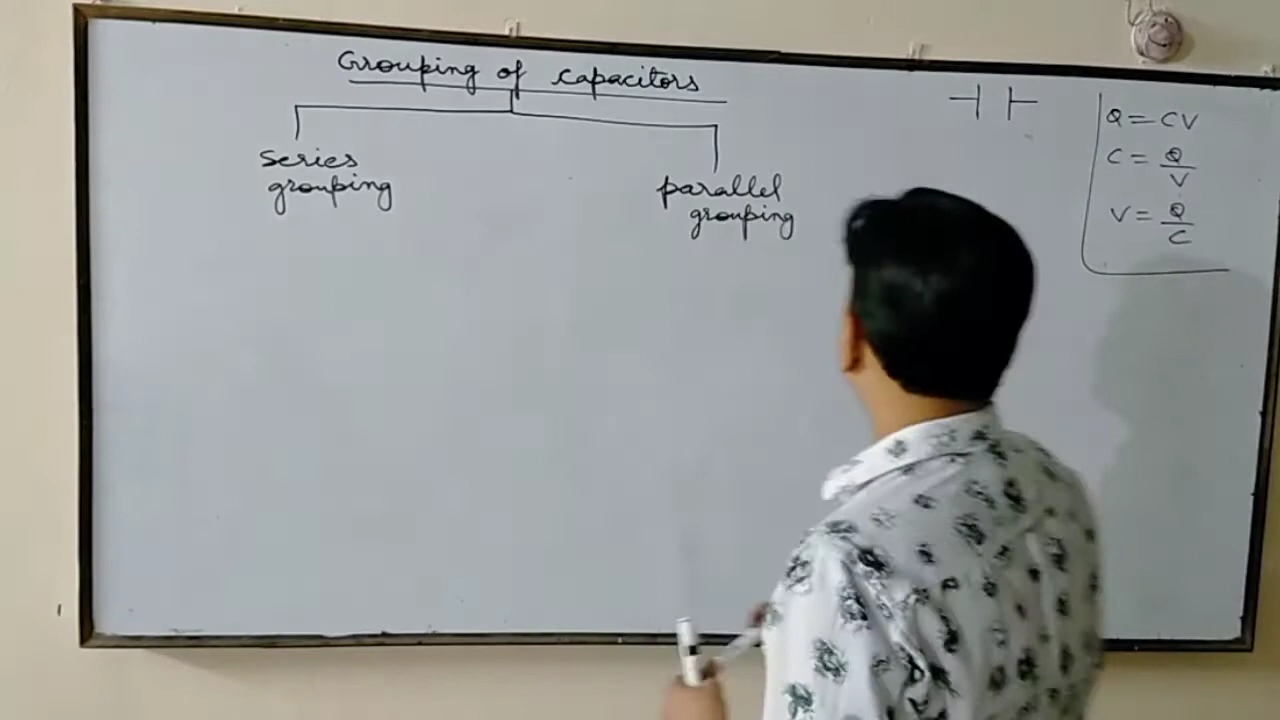 Grouping of capacitors
Series
grouping
parallel
grouping
Q = CV
C = Q/V
V = Q/C